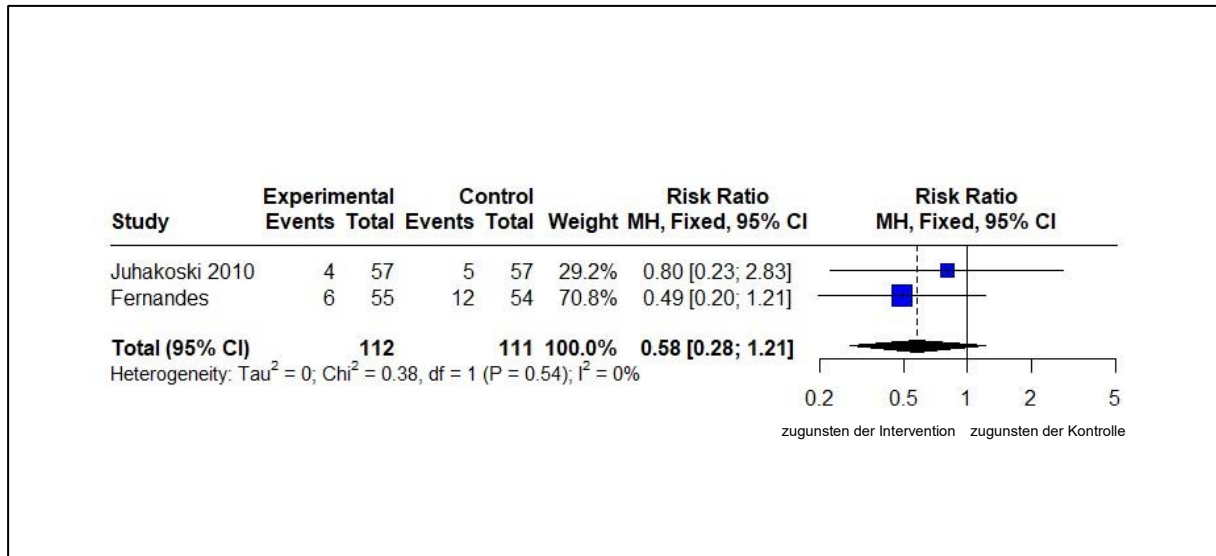 Experimental Control Risk Ratio Risk Ratio
Study Events Total Events Total Weight MH, Fixed, 95% CI MH, Fixed, 95% CI
Juhakoski 2010 4 57 5 57 29.2% 0.80 [0.23; 2.83]
Fernandes 6 55 12 54 70.8% 0.49 [0.20; 1.21]
Total (95% CI) 112 111 100.0% 0.58 [0.28; 1.21]
Heterogeneity: Tau² = 0; Chi² = 0.38, df = 1 (P = 0.54); I² = 0%
0.2 0.5 1 2 5
zugunsten der Intervention zugunsten der Kontrolle